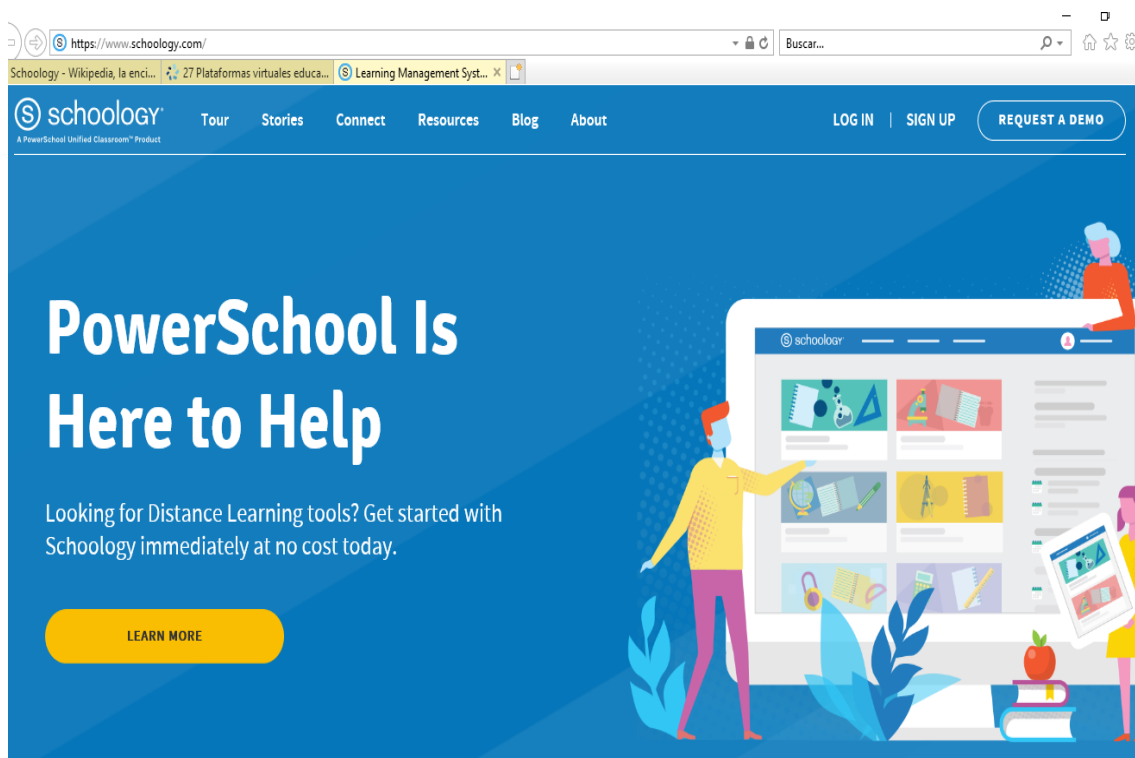 https://www.schoology.com/
Buscar...
Schoology - Wikipedia, la enci...
27 Plataformas virtuales educa...
Learning Management Syst...
schoology
A PowerSchool Unified Classroom™ Product
Tour
Stories
Connect
Resources
Blog
About
LOG IN | SIGN UP
REQUEST A DEMO
PowerSchool Is
Here to Help
Looking for Distance Learning tools? Get started with
Schoology immediately at no cost today.
LEARN MORE
schoology